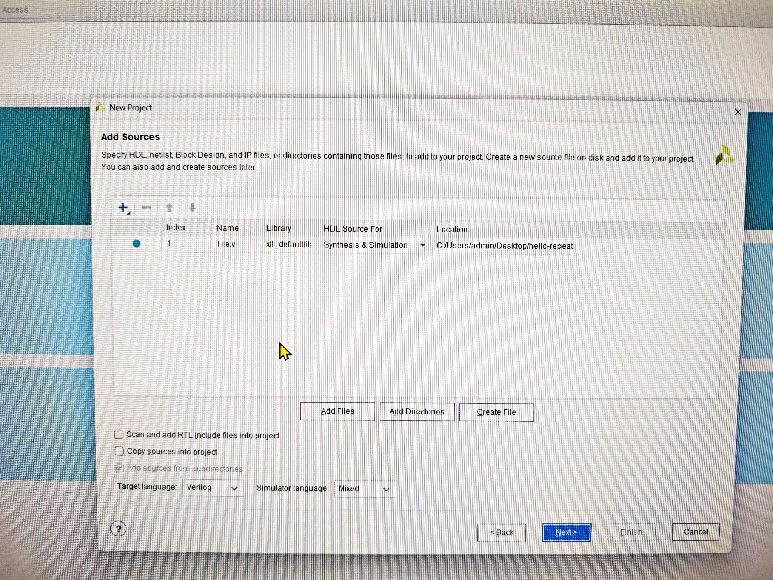 Access
New Project
Add Sources
Specify HDL, netlist, Block Design, and IP files, or directories containing those files, to add to your project. Create a new source file on disk and add it to your project.
You can also add and create sources later.
Index Name Library HDL Source For Location
1 File.v xil_defaultlib Synthesis & Simulation C:/Users/admin/Desktop/hello-repeat
Add Files Add Directories Create File
Scan and add RTL include files into project
Copy sources into project
Add sources from subdirectories
Target language: Verilog Simulator language: Mixed
? < Back Next > Finish Cancel